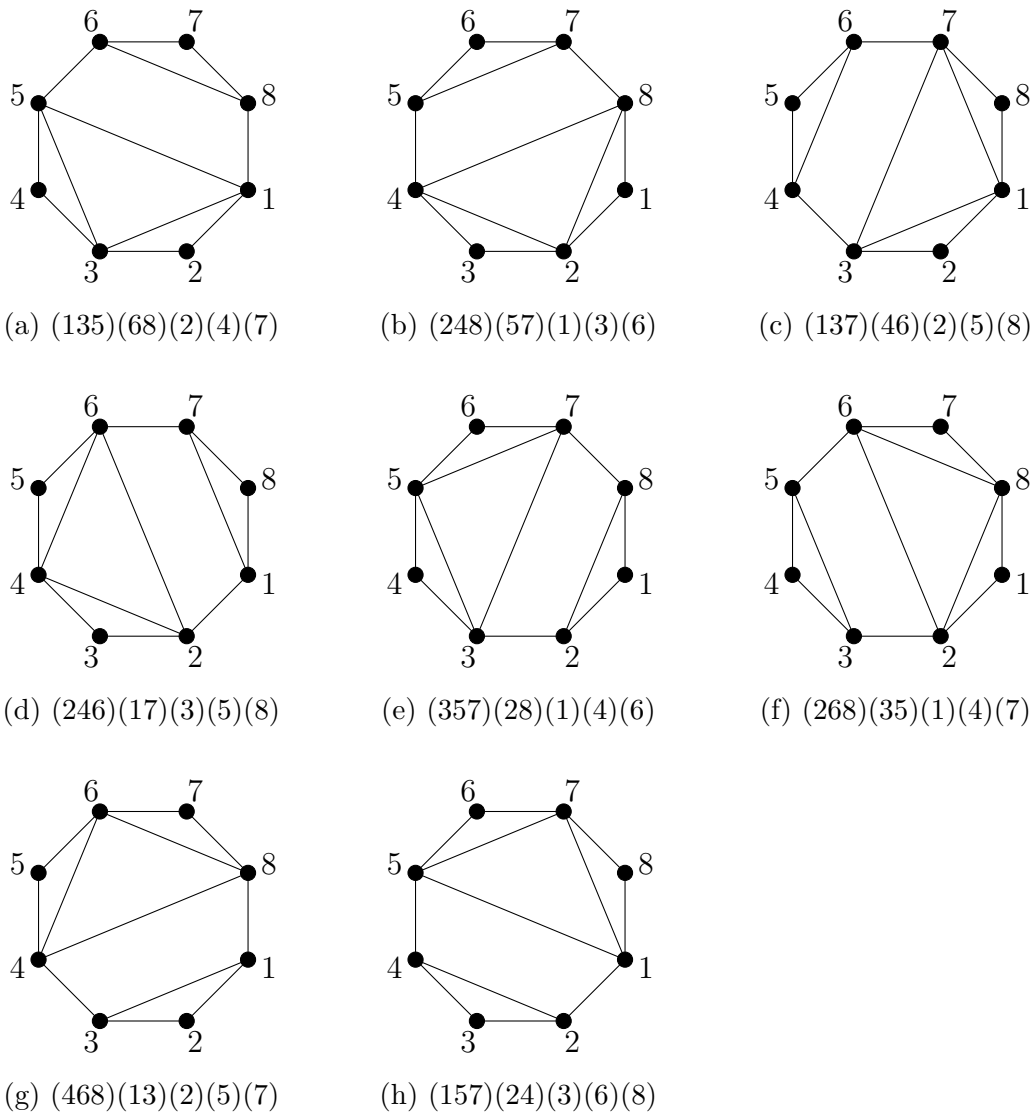 6 7 6 7 6 7
5 8 5 8 5 8
4 1 4 1 4 1
3 2 3 2 3 2
(a) (135)(68)(2)(4)(7) (b) (248)(57)(1)(3)(6) (c) (137)(46)(2)(5)(8)
6 7 6 7 6 7
5 8 5 8 5 8
4 1 4 1 4 1
3 2 3 2 3 2
(d) (246)(17)(3)(5)(8) (e) (357)(28)(1)(4)(6) (f) (268)(35)(1)(4)(7)
6 7 6 7
5 8 5 8
4 1 4 1
3 2 3 2
(g) (468)(13)(2)(5)(7) (h) (157)(24)(3)(6)(8)